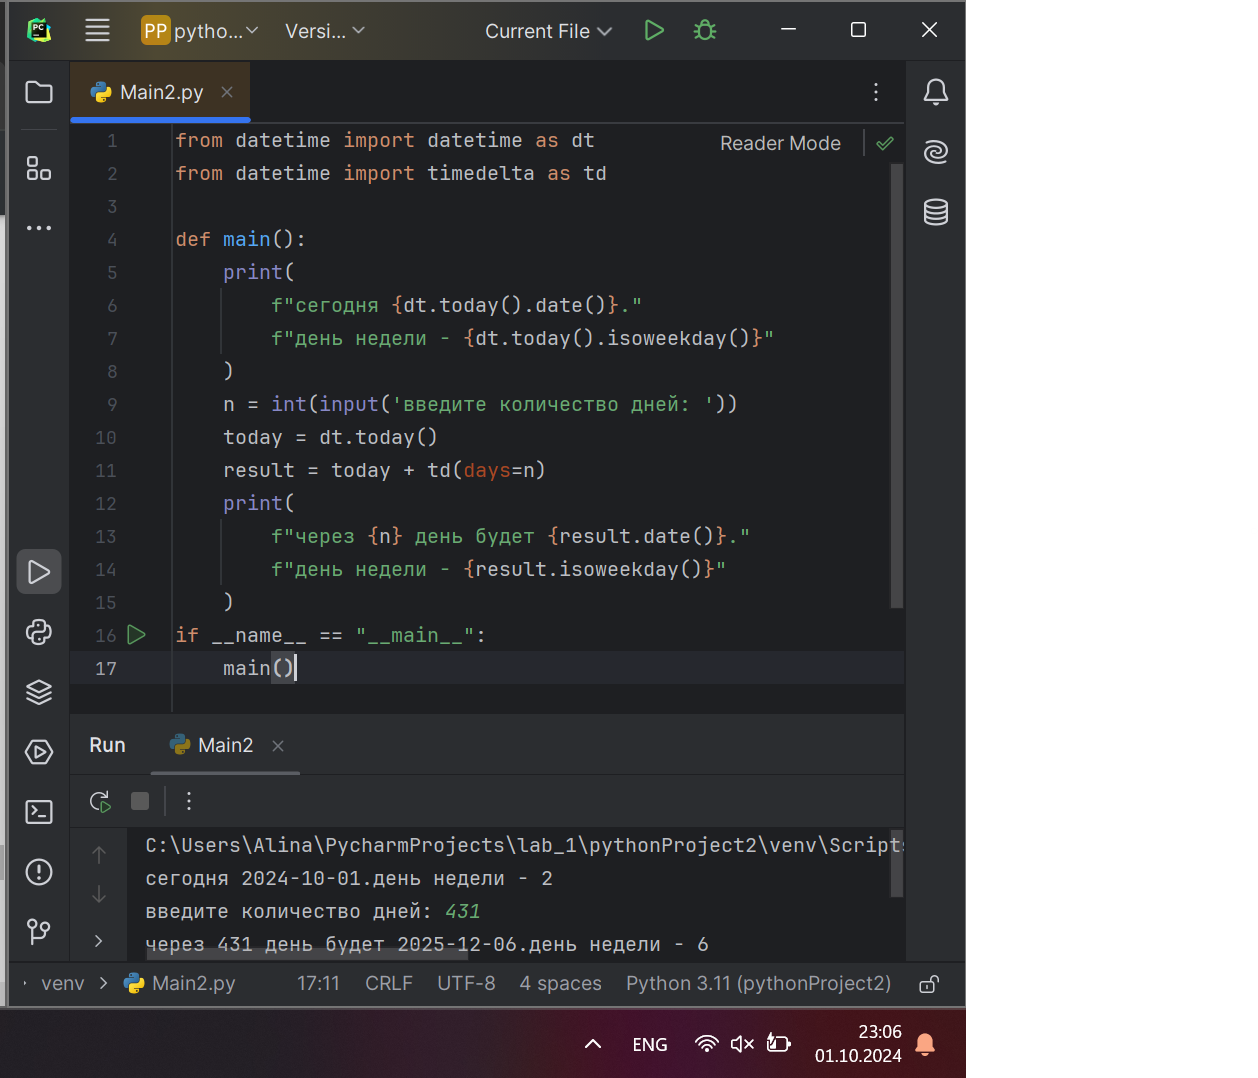 PC
PP pytho... Versi... Current File
Main2.py
Reader Mode
1 from datetime import datetime as dt
2 from datetime import timedelta as td
3
4 def main():
5 print(
6 f"сегодня {dt.today().date()}."
7 f"день недели - {dt.today().isoweekday()}"
8 )
9 n = int(input('введите количество дней: '))
10 today = dt.today()
11 result = today + td(days=n)
12 print(
13 f"через {n} день будет {result.date()}."
14 f"день недели - {result.isoweekday()}"
15 )
16 if __name__ == "__main__":
17 main()
Run Main2
C:\Users\Alina\PycharmProjects\lab_1\pythonProject2\venv\Scripts
сегодня 2024-10-01.день недели - 2
введите количество дней: 431
через 431 день будет 2025-12-06.день недели - 6
venv Main2.py 17:11 CRLF UTF-8 4 spaces Python 3.11 (pythonProject2)
ENG 23:06
01.10.2024